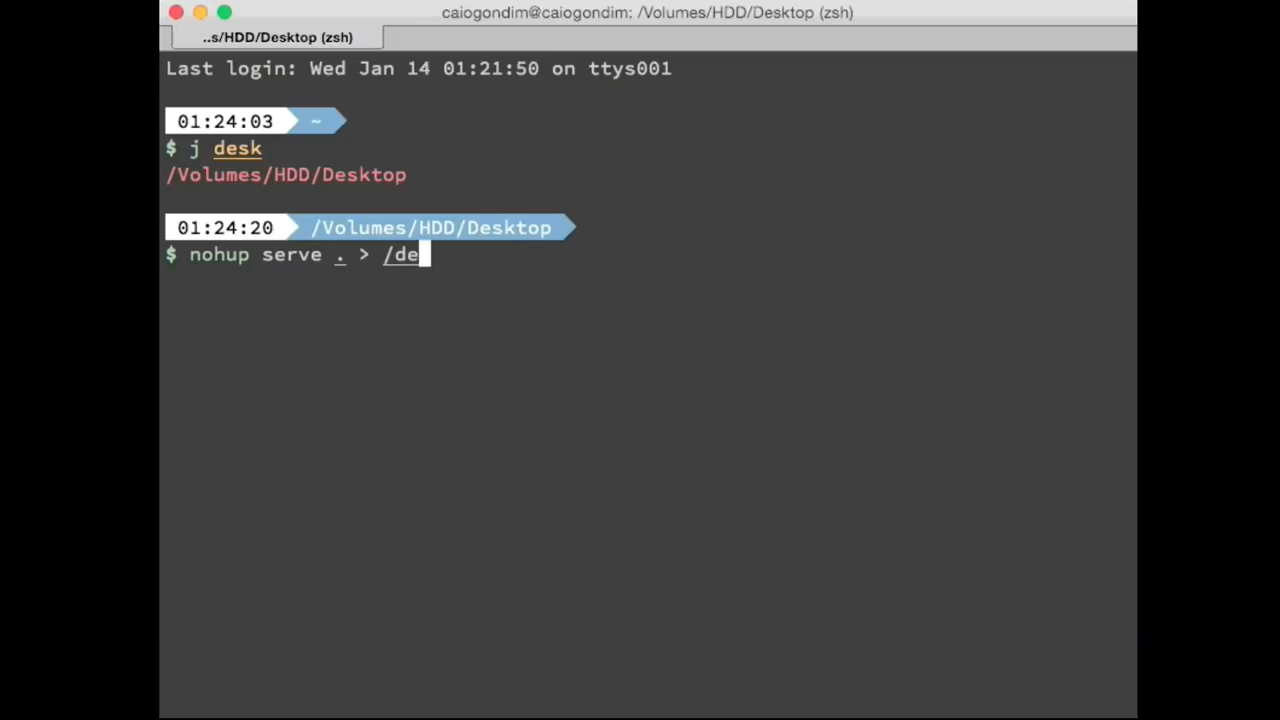 caiogondim@caiogondim: /Volumes/HDD/Desktop (zsh)
..s/HDD/Desktop (zsh)
Last login: Wed Jan 14 01:21:50 on ttys001
01:24:03 ~
$ j desk
/Volumes/HDD/Desktop
01:24:20 /Volumes/HDD/Desktop
$ nohup serve . > /de